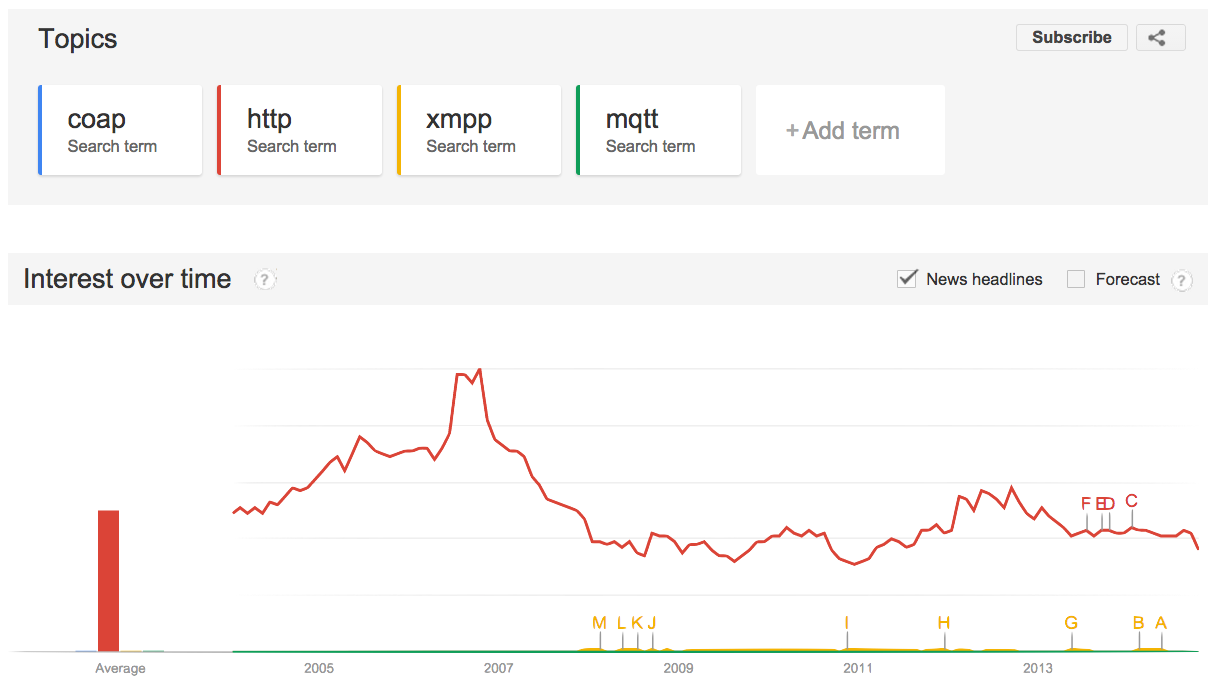 Topics
Subscribe
coap
Search term
http
Search term
xmpp
Search term
mqtt
Search term
+Add term
Interest over time ?
News headlines
Forecast ?
F E D C
M L K J I H G B A
Average 2005 2007 2009 2011 2013